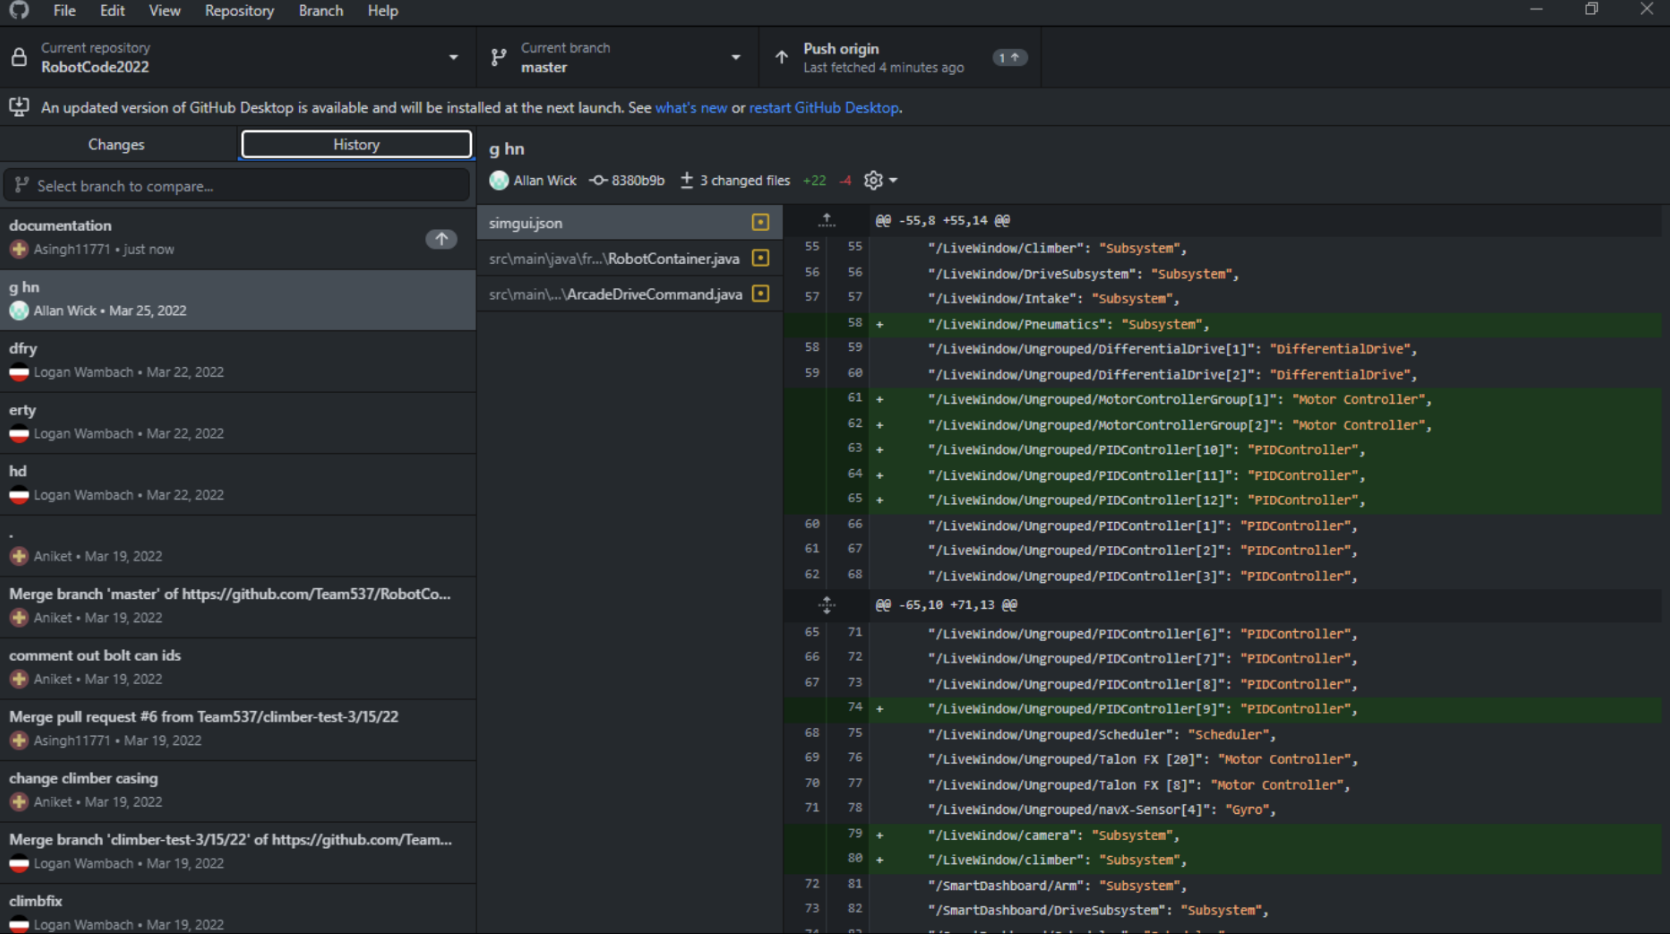 File Edit View Repository Branch Help
Current repository
RobotCode2022
Current branch
master
Push origin
Last fetched 4 minutes ago
1
An updated version of GitHub Desktop is available and will be installed at the next launch. See what's new or restart GitHub Desktop.
Changes
History
Select branch to compare...
documentation
Asingh11771 • just now
g hn
Allan Wick • Mar 25, 2022
dfry
Logan Wambach • Mar 22, 2022
erty
Logan Wambach • Mar 22, 2022
hd
Logan Wambach • Mar 22, 2022
.
Aniket • Mar 19, 2022
Merge branch 'master' of https://github.com/Team537/RobotCo...
Aniket • Mar 19, 2022
comment out bolt can ids
Aniket • Mar 19, 2022
Merge pull request #6 from Team537/climber-test-3/15/22
Asingh11771 • Mar 19, 2022
change climber casing
Aniket • Mar 19, 2022
Merge branch 'climber-test-3/15/22' of https://github.com/Team...
Logan Wambach • Mar 19, 2022
climbfix
Logan Wambach • Mar 19, 2022
g hn
Allan Wick 8380b9b 3 changed files +22 -4
simgui.json
src\main\java\fr...\RobotContainer.java
src\main\...\ArcadeDriveCommand.java
@@ -55,8 +55,14 @@
55 55 "/LiveWindow/Climber": "Subsystem",
56 56 "/LiveWindow/DriveSubsystem": "Subsystem",
57 57 "/LiveWindow/Intake": "Subsystem",
58 + "/LiveWindow/Pneumatics": "Subsystem",
58 59 "/LiveWindow/Ungrouped/DifferentialDrive[1]": "DifferentialDrive",
59 60 "/LiveWindow/Ungrouped/DifferentialDrive[2]": "DifferentialDrive",
61 + "/LiveWindow/Ungrouped/MotorControllerGroup[1]": "Motor Controller",
62 + "/LiveWindow/Ungrouped/MotorControllerGroup[2]": "Motor Controller",
63 + "/LiveWindow/Ungrouped/PIDController[10]": "PIDController",
64 + "/LiveWindow/Ungrouped/PIDController[11]": "PIDController",
65 + "/LiveWindow/Ungrouped/PIDController[12]": "PIDController",
60 66 "/LiveWindow/Ungrouped/PIDController[1]": "PIDController",
61 67 "/LiveWindow/Ungrouped/PIDController[2]": "PIDController",
62 68 "/LiveWindow/Ungrouped/PIDController[3]": "PIDController",
@@ -65,10 +71,13 @@
65 71 "/LiveWindow/Ungrouped/PIDController[6]": "PIDController",
66 72 "/LiveWindow/Ungrouped/PIDController[7]": "PIDController",
67 73 "/LiveWindow/Ungrouped/PIDController[8]": "PIDController",
74 + "/LiveWindow/Ungrouped/PIDController[9]": "PIDController",
68 75 "/LiveWindow/Ungrouped/Scheduler": "Scheduler",
69 76 "/LiveWindow/Ungrouped/Talon FX [20]": "Motor Controller",
70 77 "/LiveWindow/Ungrouped/Talon FX [8]": "Motor Controller",
71 78 "/LiveWindow/Ungrouped/navX-Sensor[4]": "Gyro",
79 + "/LiveWindow/camera": "Subsystem",
80 + "/LiveWindow/climber": "Subsystem",
72 81 "/SmartDashboard/Arm": "Subsystem",
73 82 "/SmartDashboard/DriveSubsystem": "Subsystem",